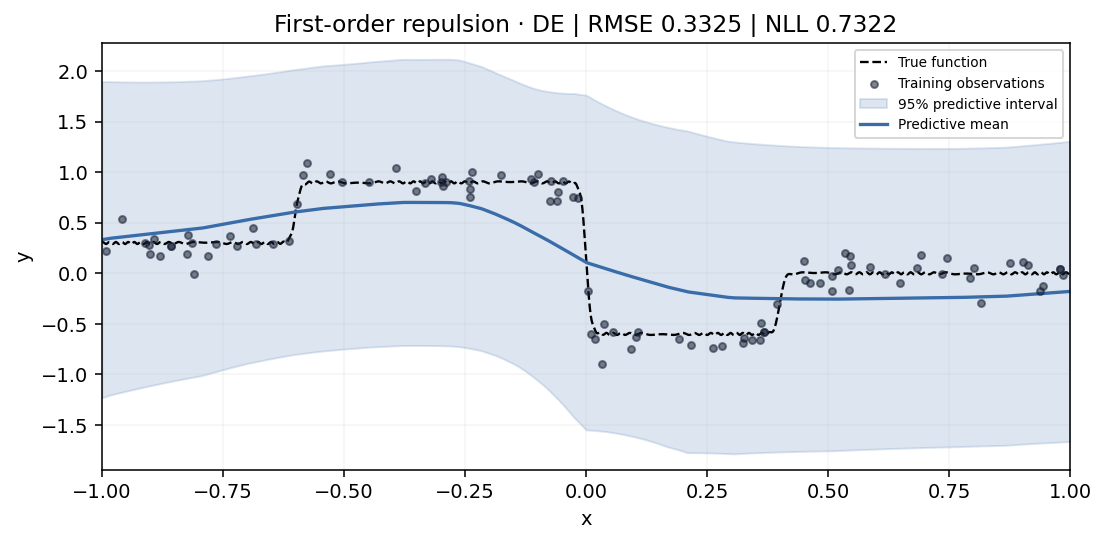 First-order repulsion · DE | RMSE 0.3325 | NLL 0.7322
True function
Training observations
95% predictive interval
Predictive mean
2.0
1.5
1.0
0.5
0.0
−0.5
−1.0
−1.5
y
−1.00 −0.75 −0.50 −0.25 0.00 0.25 0.50 0.75 1.00
x